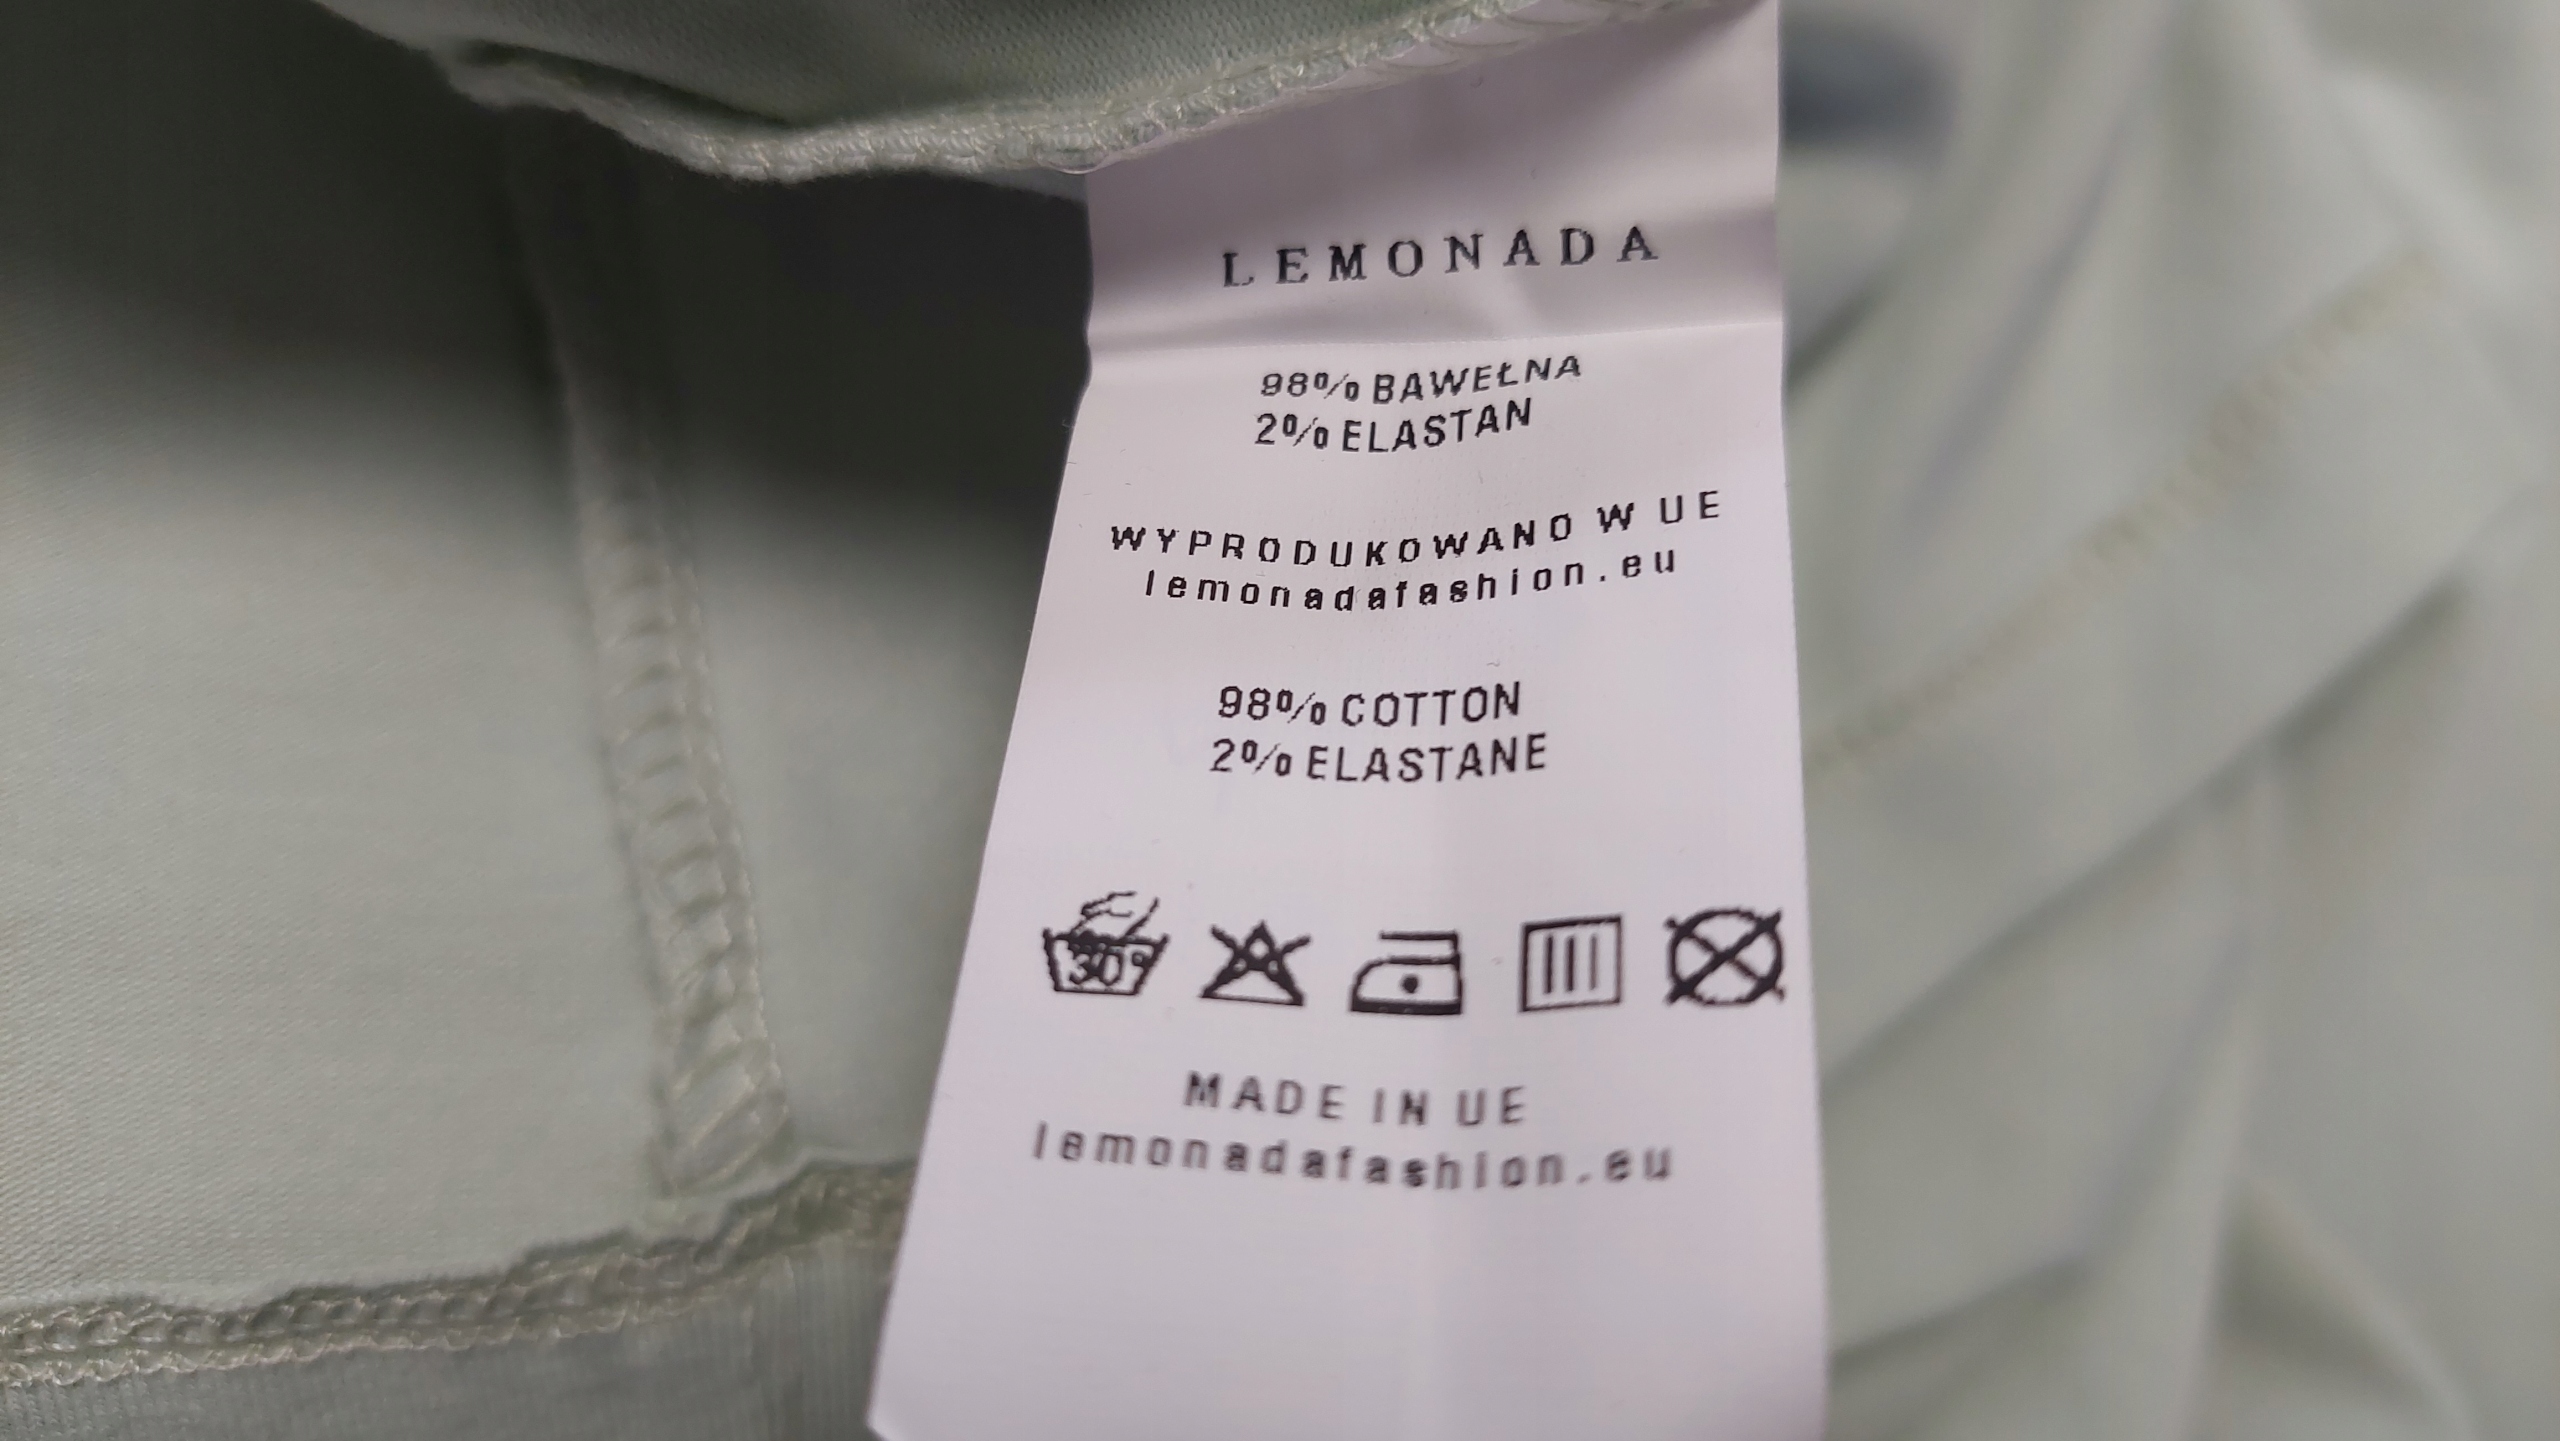 LEMONADA
98% BAWEŁNA
2% ELASTAN
WYPRODUKOWANO W UE
lemonadafashion.eu
98% COTTON
2% ELASTANE
30°
MADE IN UE
lemonadafashion.eu